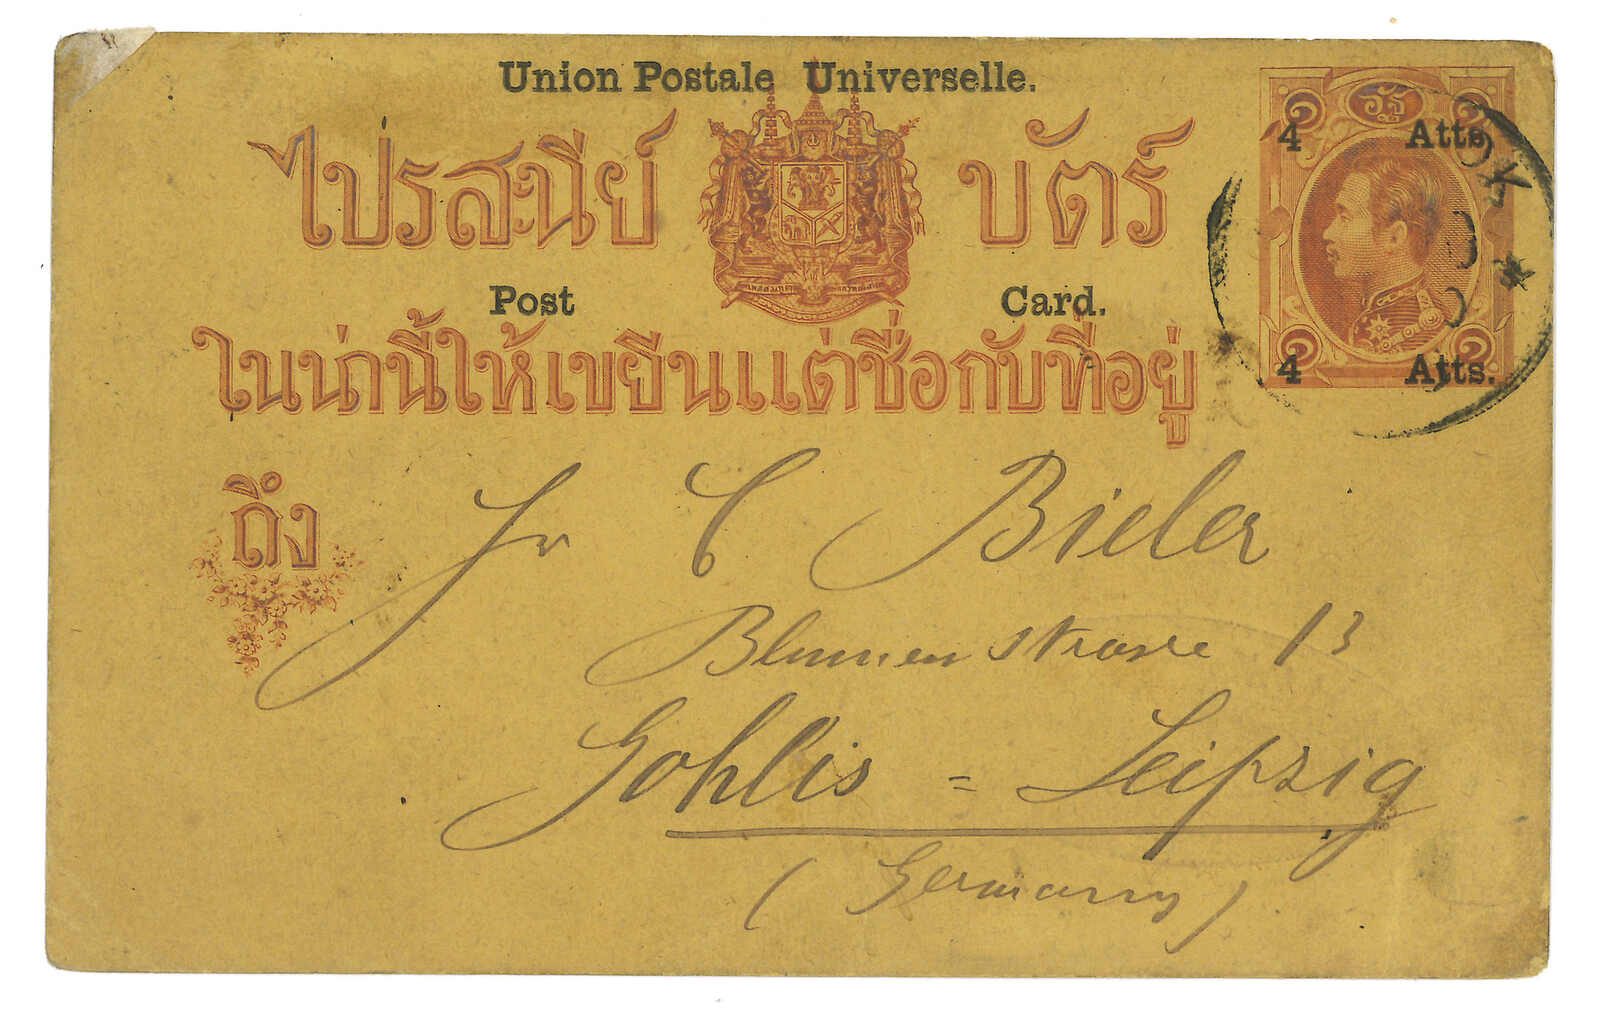 Union Postale Universelle.
ไปรสะนีย์ บัตร์
4 Atts.
Post Card.
ในน่านี้ให้เขยีนแต่ชื่อกับที่อยู่
4 Atts.
ถึง
Hr C Bieler
Blumenstrasse 13
Gohlis = Leipzig
(Germany)